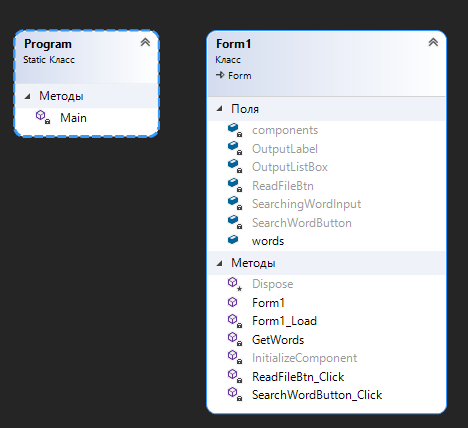 Program
Static Класс
Методы
Main
Form1
Класс
Form
Поля
components
OutputLabel
OutputListBox
ReadFileBtn
SearchingWordInput
SearchWordButton
words
Методы
Dispose
Form1
Form1_Load
GetWords
InitializeComponent
ReadFileBtn_Click
SearchWordButton_Click